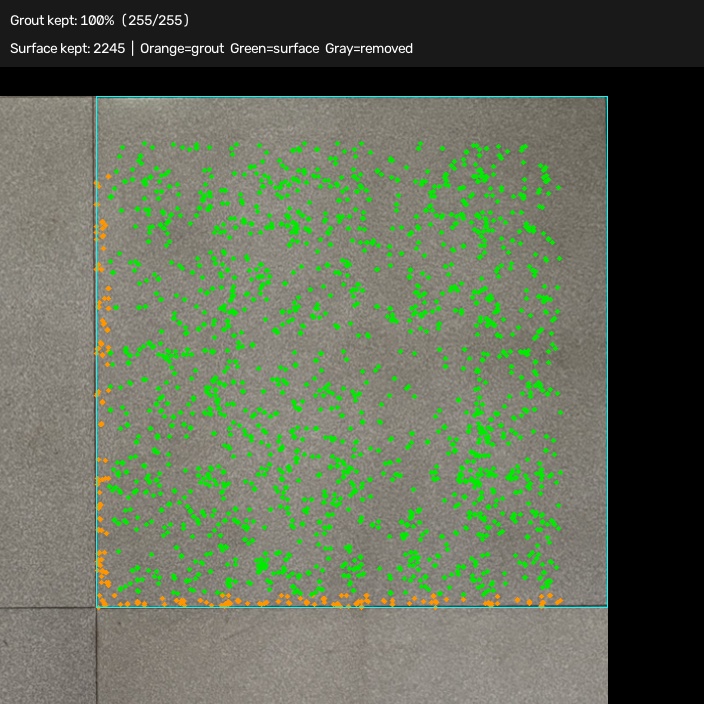 Grout kept: 100% (255/255)
Surface kept: 2245 | Orange=grout Green=surface Gray=removed